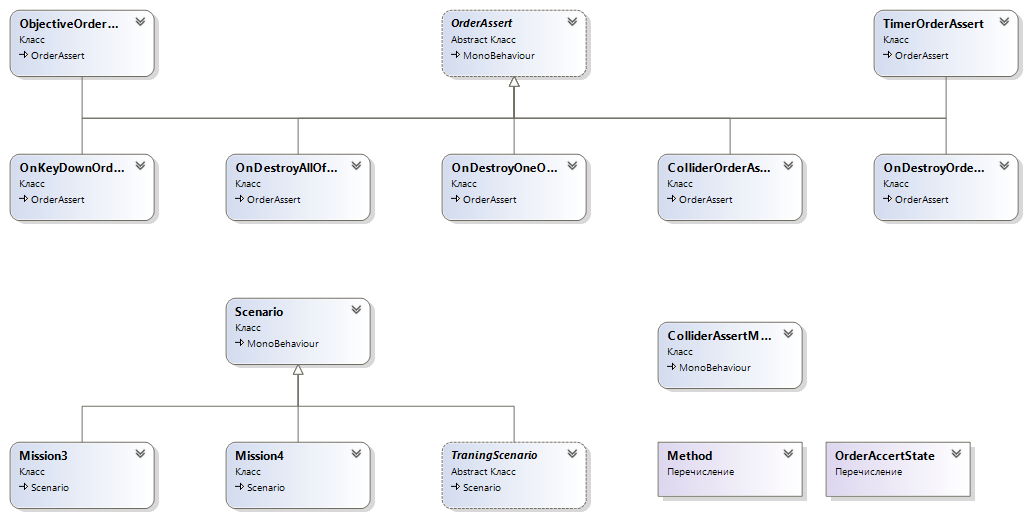 ObjectiveOrder...
Класс
OrderAssert
OrderAssert
Abstract Класс
MonoBehaviour
TimerOrderAssert
Класс
OrderAssert
OnKeyDownOrd...
Класс
OrderAssert
OnDestroyAllOf...
Класс
OrderAssert
OnDestroyOneO...
Класс
OrderAssert
ColliderOrderAs...
Класс
OrderAssert
OnDestroyOrde...
Класс
OrderAssert
Scenario
Класс
MonoBehaviour
ColliderAssertM...
Класс
MonoBehaviour
Mission3
Класс
Scenario
Mission4
Класс
Scenario
TraningScenario
Abstract Класс
Scenario
Method
Перечисление
OrderAccertState
Перечисление